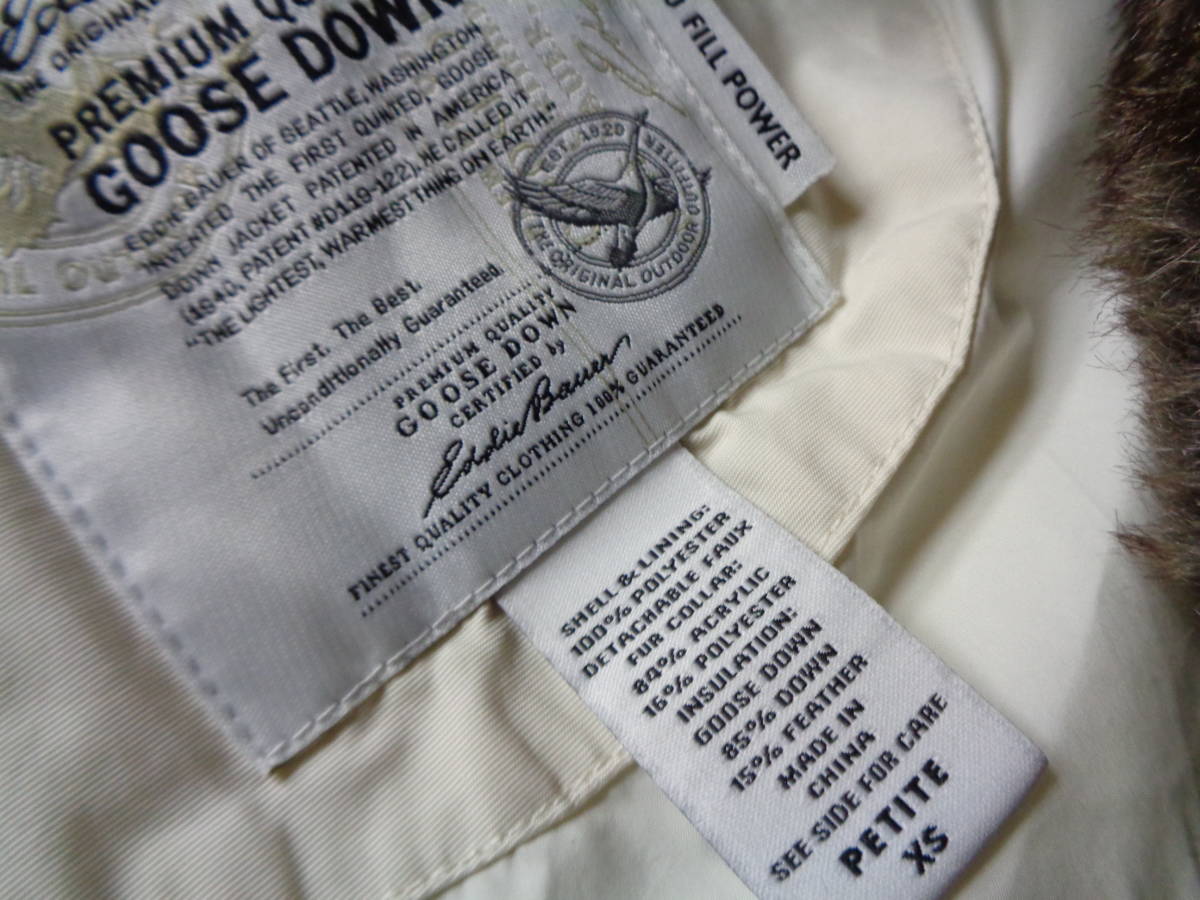 THE ORIGINAL
PREMIUM
GOOSE DOWN
EDDIE BAUER OF SEATTLE, WASHINGTON
INVENTED THE FIRST QUILTED, GOOSE
DOWN JACKET PATENTED IN AMERICA
(1940, PATENT #D119-122). HE CALLED IT
"THE LIGHTEST, WARMEST THING ON EARTH."
The First. The Best.
Unconditionally Guaranteed.
PREMIUM QUALITY
GOOSE DOWN
CERTIFIED by
Eddie Bauer
FINEST QUALITY CLOTHING 100% GUARANTEED
EST. 1920
THE ORIGINAL OUTDOOR OUTFITTER
FILL POWER
SHELL & LINING:
100% POLYESTER
DETACHABLE FAUX
FUR COLLAR:
84% ACRYLIC
16% POLYESTER
INSULATION:
GOOSE DOWN
85% DOWN
15% FEATHER
MADE IN
CHINA
SEE SIDE FOR CARE
PETITE
XS